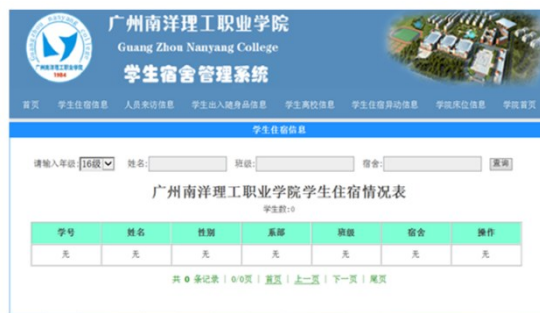 广州南洋理工职业学院
Guang Zhou Nanyang College
学生宿舍管理系统
1984
首页 学生住宿信息 人员来访信息 学生出入随身品信息 学生离校信息 学生住宿异动信息 学院床位信息 学院首页
学生住宿信息
请输入年级:16级 姓名: 班级: 宿舍: 查询
广州南洋理工职业学院学生住宿情况表
学生数:0
学号 姓名 性别 系部 班级 宿舍 操作
无 无 无 无 无 无 无
共 0 条记录 | 0/0页 | 首页 | 上一页 | 下一页 | 尾页